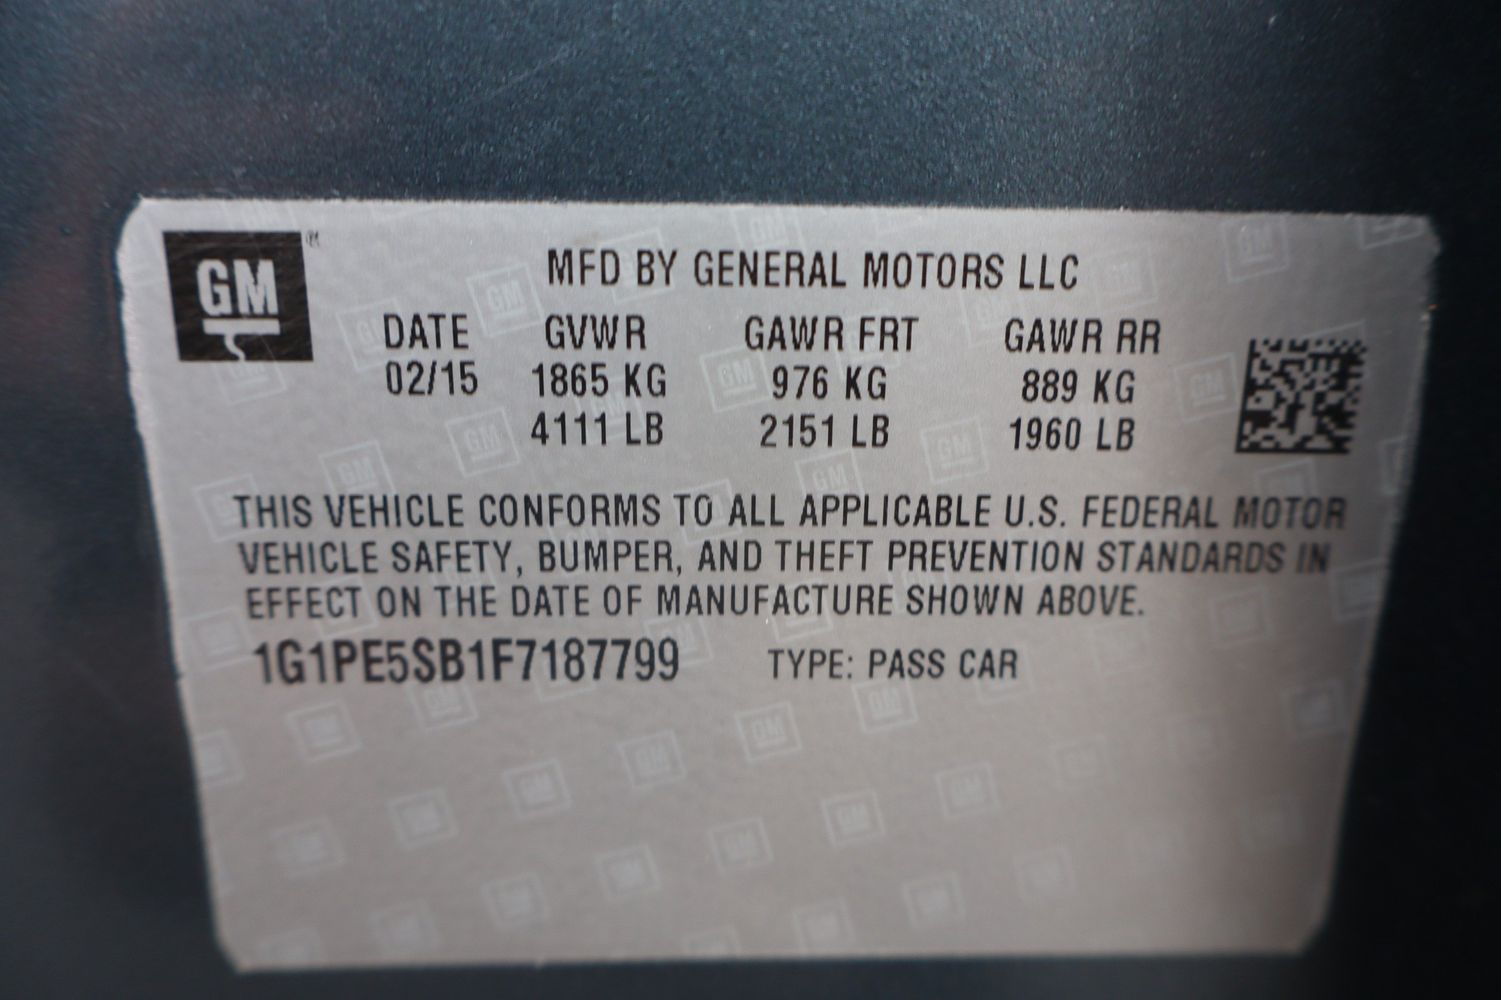 GM
MFD BY GENERAL MOTORS LLC
DATE GVWR GAWR FRT GAWR RR
02/15 1865 KG 976 KG 889 KG
4111 LB 2151 LB 1960 LB
THIS VEHICLE CONFORMS TO ALL APPLICABLE U.S. FEDERAL MOTOR
VEHICLE SAFETY, BUMPER, AND THEFT PREVENTION STANDARDS IN
EFFECT ON THE DATE OF MANUFACTURE SHOWN ABOVE.
1G1PE5SB1F7187799 TYPE: PASS CAR